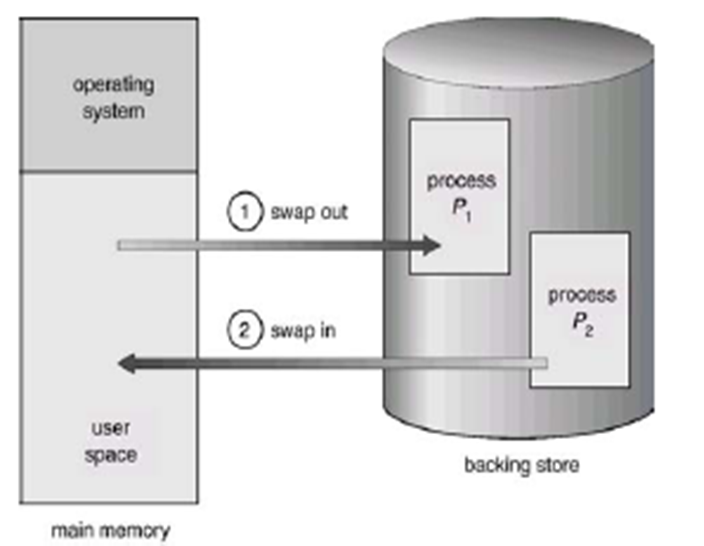 operating
system
process
P1
1 swap out
process
P2
2 swap in
user
space
backing store
main memory